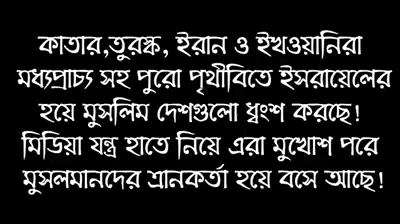 কাতার,তুরস্ক, ইরান ও ইখওয়ানিরা
মধ্যপ্রাচ্য সহ পুরো পৃথীবিতে ইসরায়েলের
হয়ে মুসলিম দেশগুলো ধ্বংশ করছে!
মিডিয়া যন্ত্র হাতে নিয়ে এরা মুখোশ পরে
মুসলমানদের ত্রানকর্তা হয়ে বসে আছে!